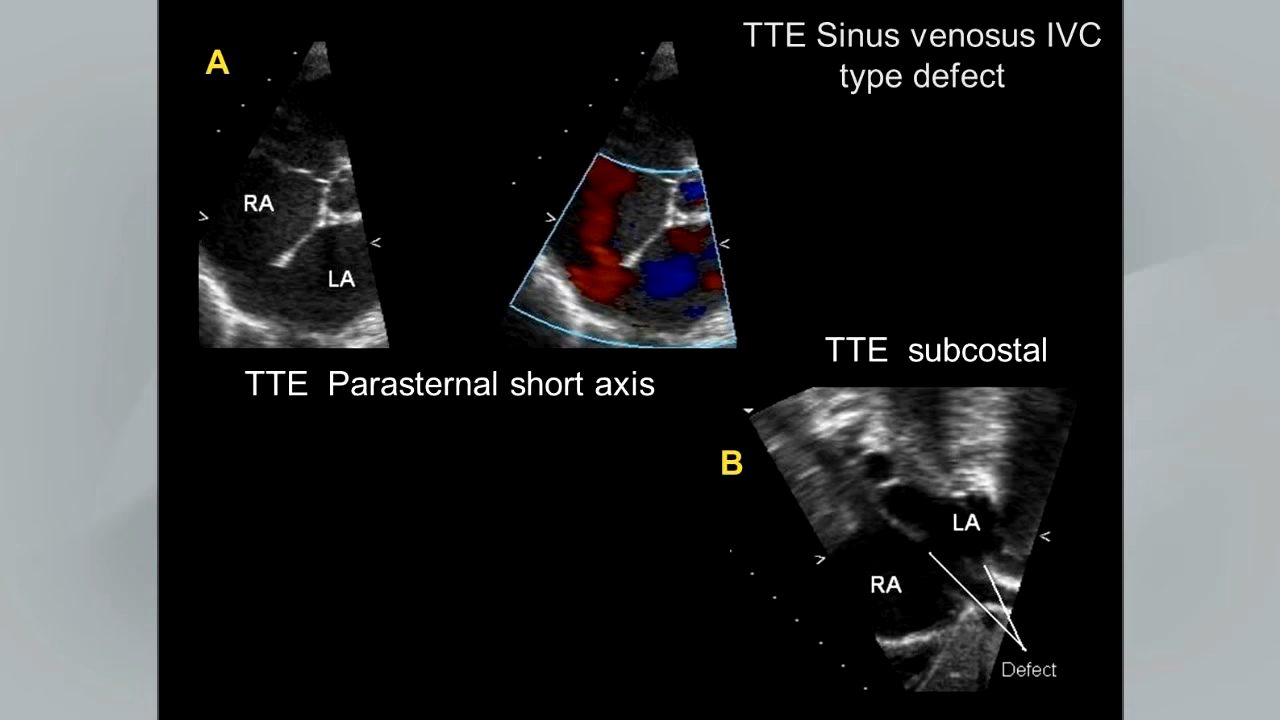 TTE Sinus venosus IVC
type defect
A
RA
LA
TTE Parasternal short axis
TTE subcostal
B
LA
RA
Defect